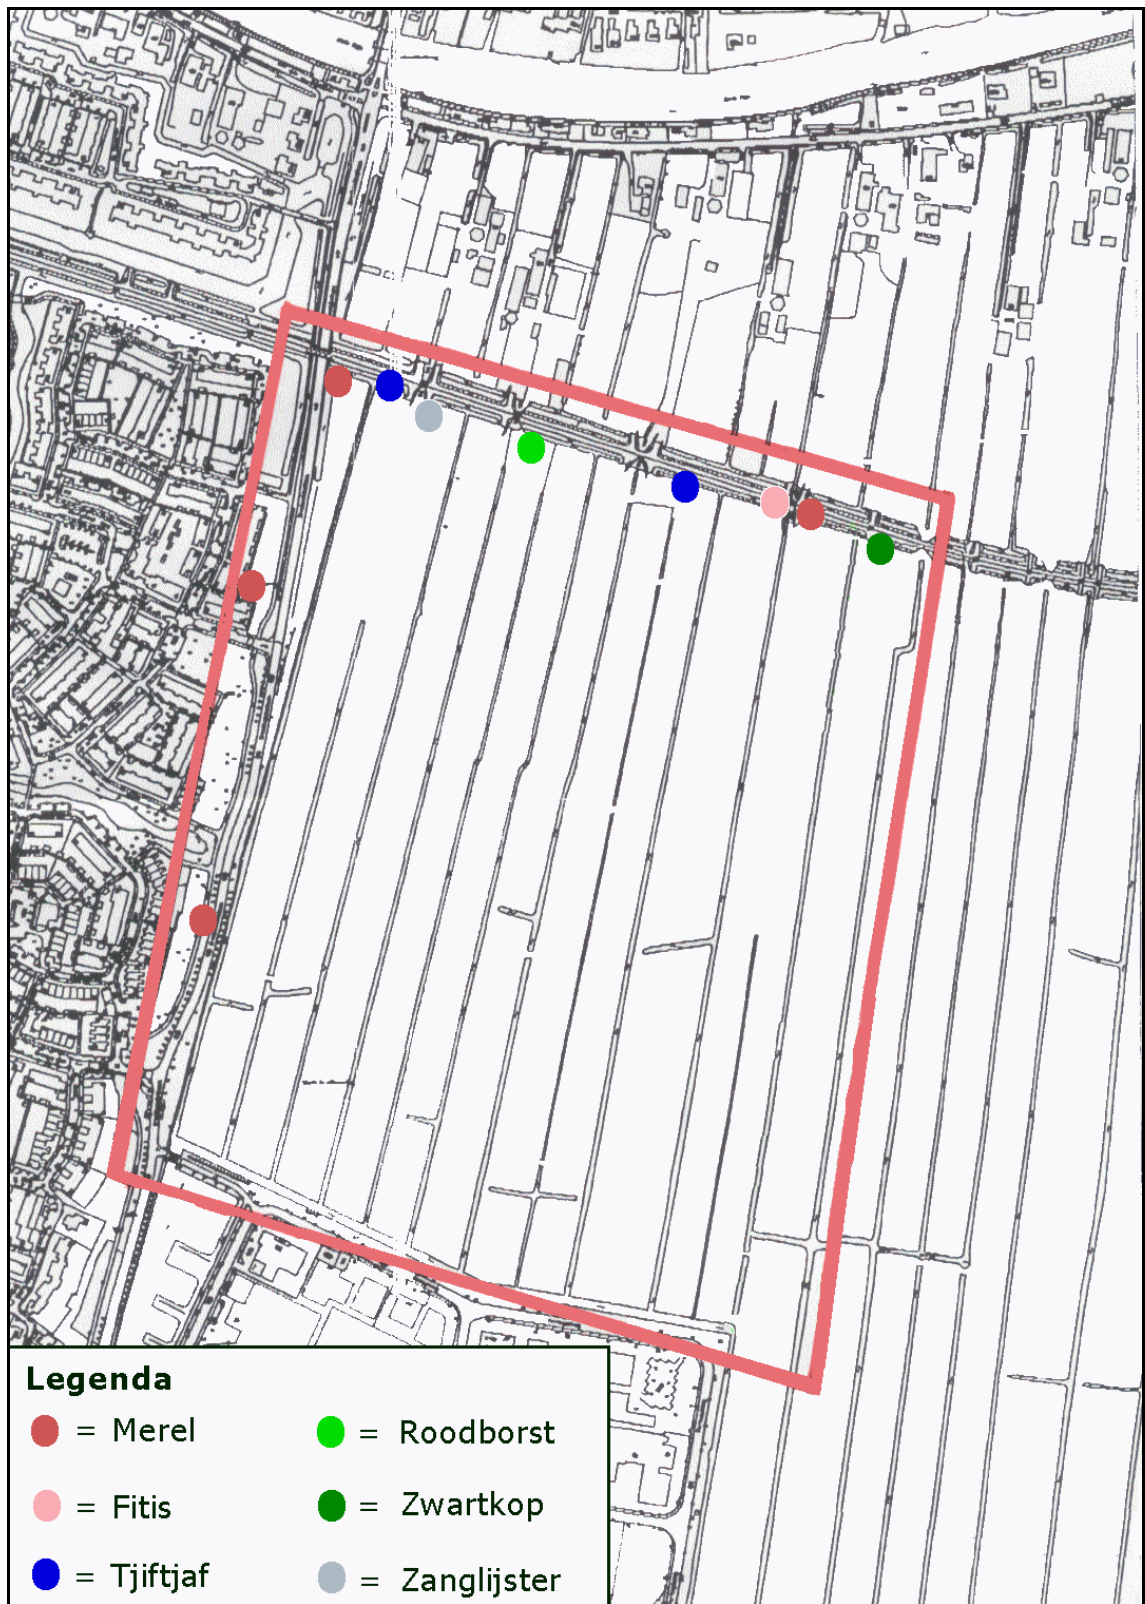 Legenda
= Merel
= Roodborst
= Fitis
= Zwartkop
= Tjiftjaf
= Zanglijster